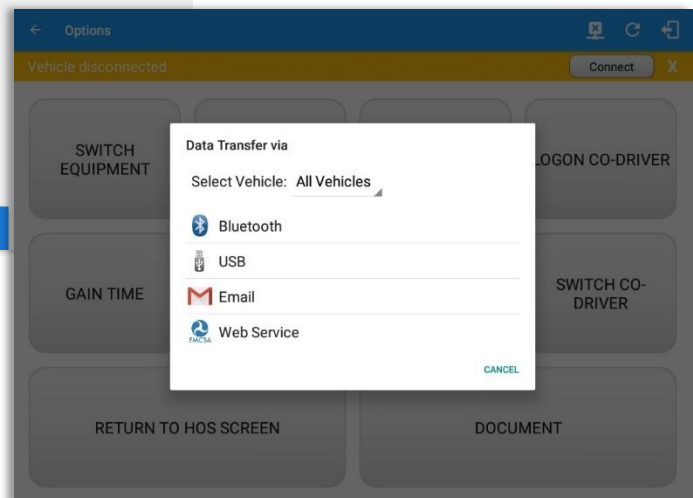 Options
Vehicle disconnected
Connect
X
SWITCH
EQUIPMENT
LOGON CO-DRIVER
Data Transfer via
Select Vehicle: All Vehicles
Bluetooth
USB
Email
FMCSA
Web Service
CANCEL
GAIN TIME
SWITCH CO-
DRIVER
RETURN TO HOS SCREEN
DOCUMENT